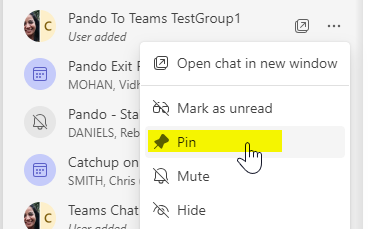 Pando To Teams TestGroup1
User added
C
Open chat in new window
Pando Exit P
MOHAN, Vidh
Mark as unread
Pando - Sta
DANIELS, Reb
Pin
Catchup on
SMITH, Chris
Mute
Teams Chat
C
Hide